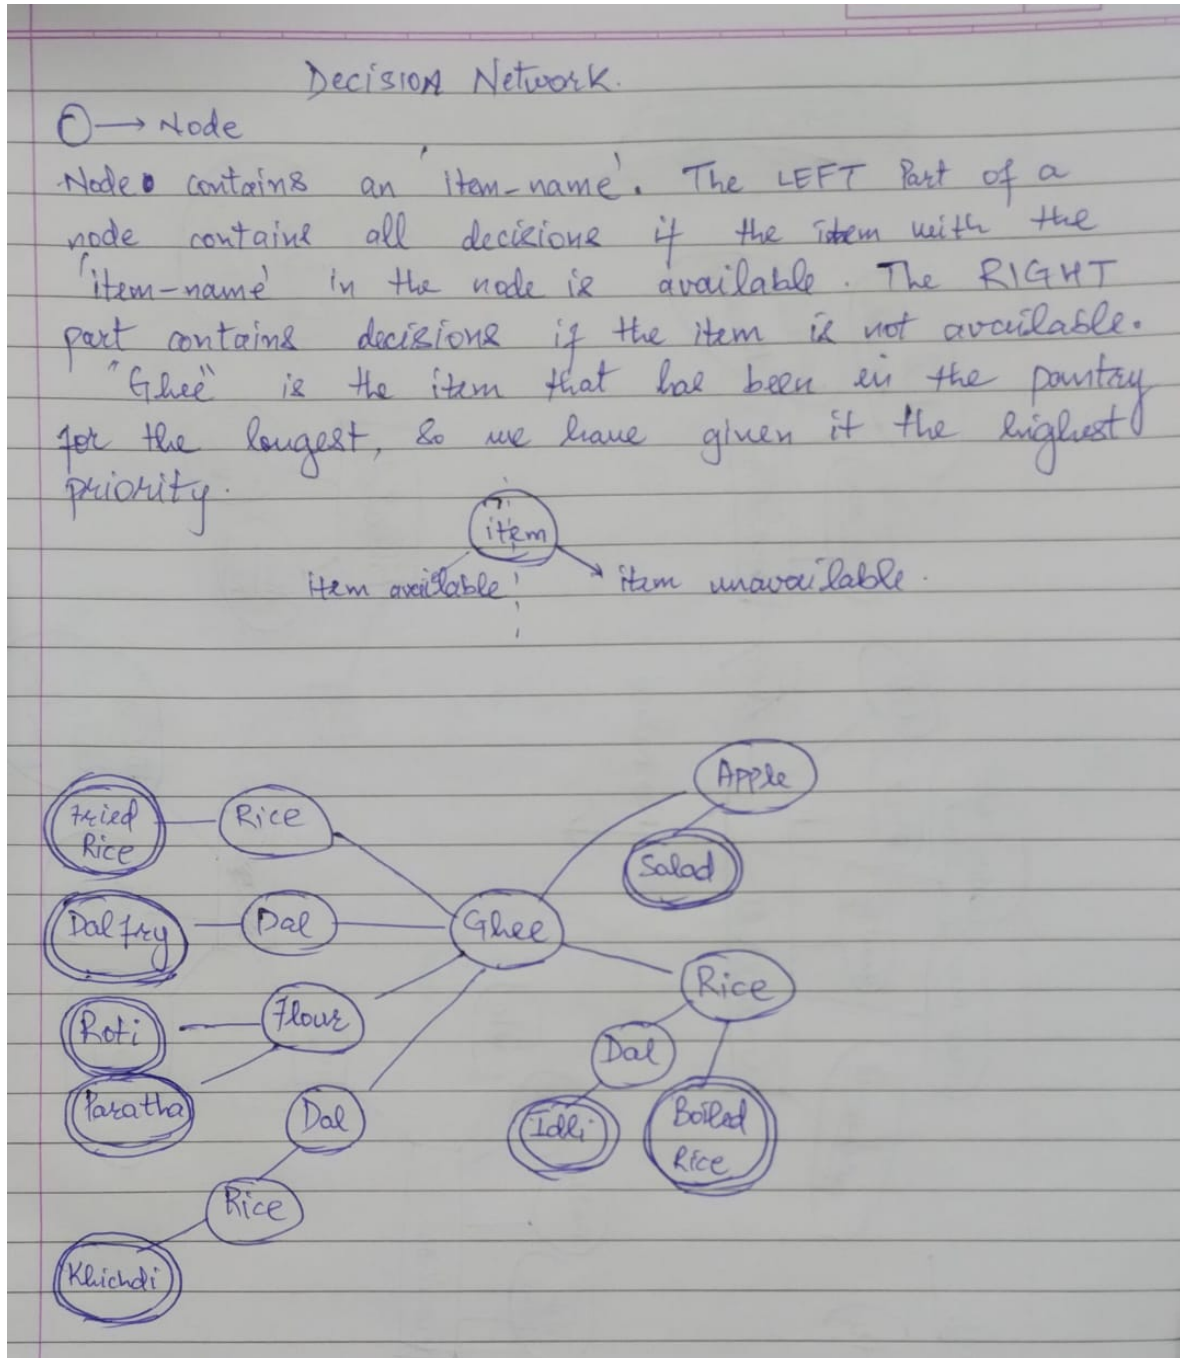 Decision Network.
→ Node
Node contains an 'item-name'. The LEFT Part of a
node contains all decisions if the item with the
'item-name' in the node is available. The RIGHT
part contains decisions if the item is not available.
"Ghee" is the item that has been in the pantry
for the longest, so we have given it the highest
priority.
item
item available
item unavailable.
Apple
Fried
Rice
Rice
Salad
Dal fry
Dal
Ghee
Rice
Roti
Flour
Dal
Paratha
Dal
Idli
Boiled
Rice
Rice
Khichdi